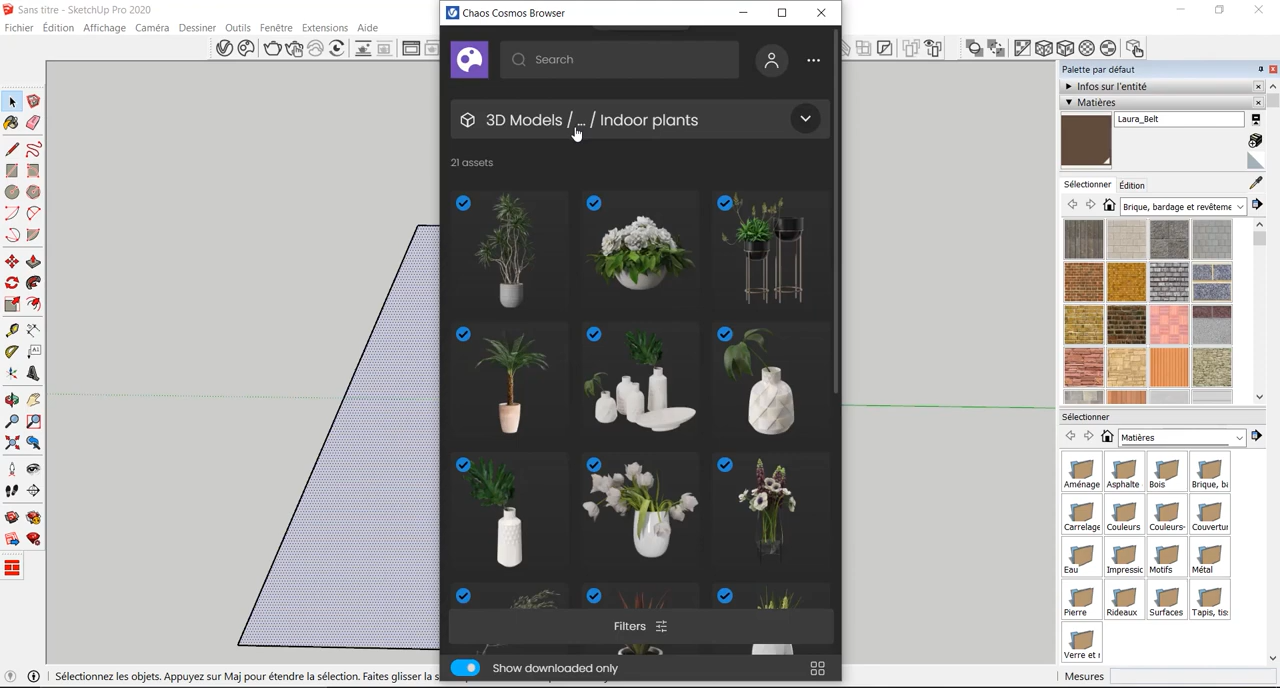 Sans titre - SketchUp Pro 2020
Fichier Édition Affichage Caméra Dessiner Outils Fenêtre Extensions Aide
Chaos Cosmos Browser
Search
3D Models / ... / Indoor plants
21 assets
Filters
Show downloaded only
Palette par défaut
Infos sur l'entité
Matières
Laura_Belt
Sélectionner Édition
Brique, bardage et revêteme
Sélectionner
Matières
Aménage Asphalte Bois Brique, b
Carrelage Couleurs Couleurs- Couvertur
Eau Impressic Motifs Métal
Pierre Rideaux Surfaces Tapis, tis
Verre et
Sélectionnez les objets. Appuyez sur Maj pour étendre la sélection. Faites glisser la s
Mesures